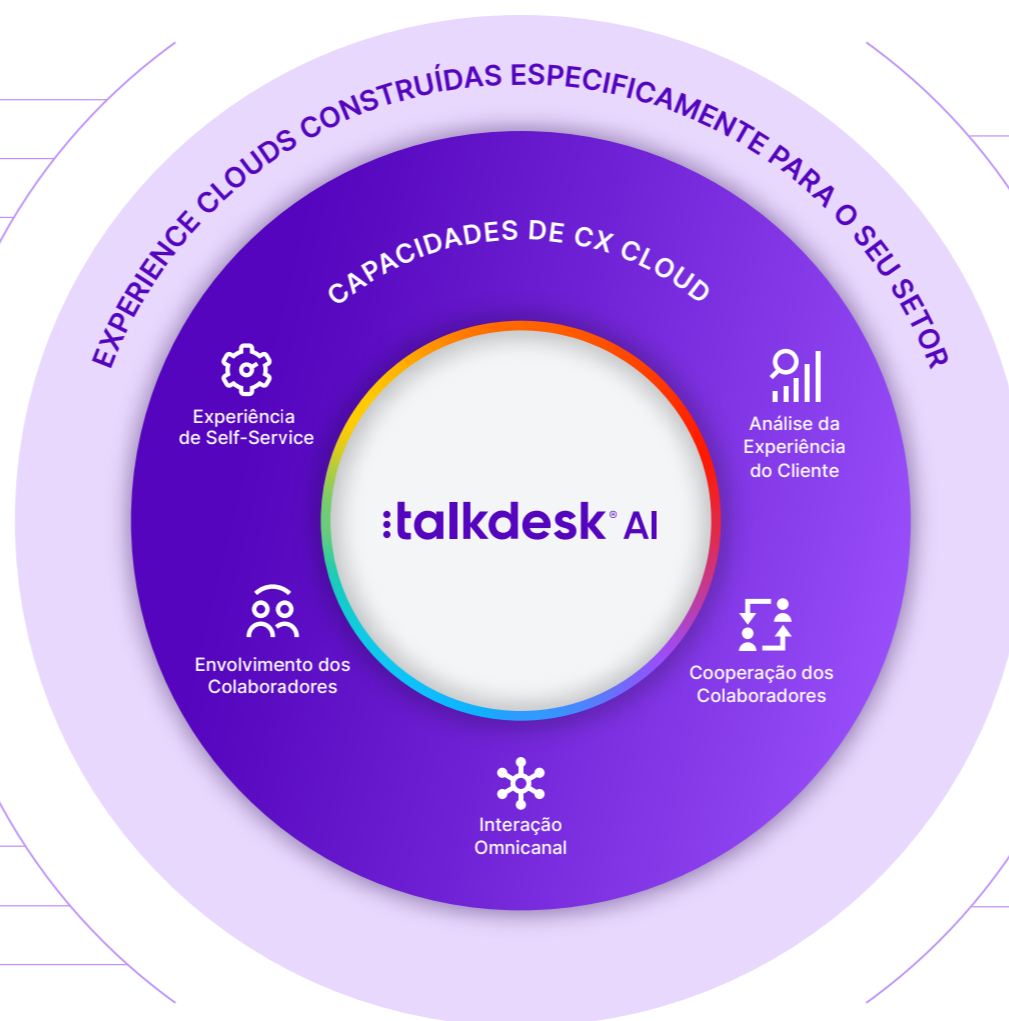 EXPERIENCE CLOUDS CONSTRUÍDAS ESPECIFICAMENTE PARA O SEU SETOR
CAPACIDADES DE CX CLOUD
Experiência
de Self-Service
Análise da
Experiência
do Cliente
talkdesk® AI
Envolvimento dos
Colaboradores
Cooperação dos
Colaboradores
Interação
Omnicanal